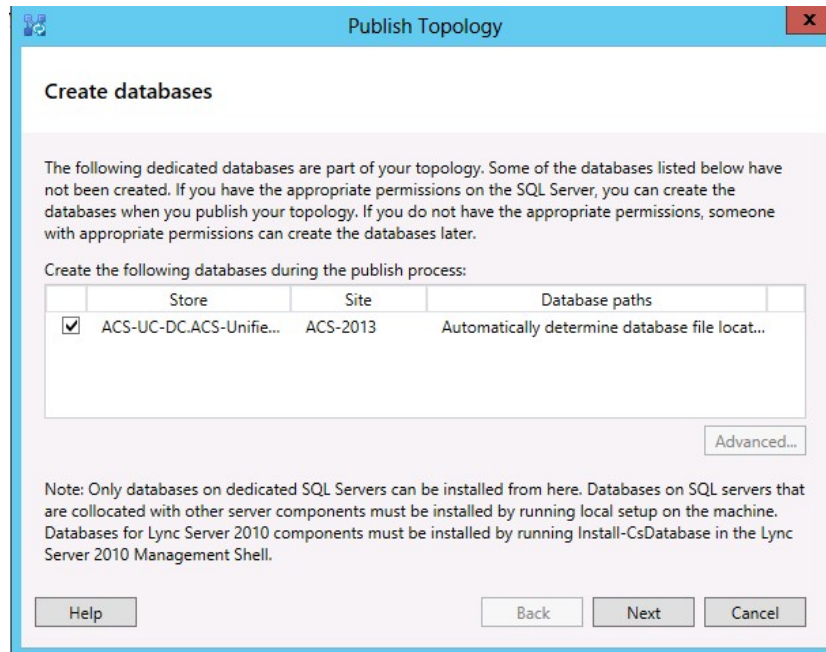 Publish Topology
x
Create databases
The following dedicated databases are part of your topology. Some of the databases listed below have
not been created. If you have the appropriate permissions on the SQL Server, you can create the
databases when you publish your topology. If you do not have the appropriate permissions, someone
with appropriate permissions can create the databases later.
Create the following databases during the publish process:
Store Site Database paths
ACS-UC-DC.ACS-Unifie... ACS-2013 Automatically determine database file locat...
Advanced...
Note: Only databases on dedicated SQL Servers can be installed from here. Databases on SQL servers that
are collocated with other server components must be installed by running local setup on the machine.
Databases for Lync Server 2010 components must be installed by running Install-CsDatabase in the Lync
Server 2010 Management Shell.
Help Back Next Cancel